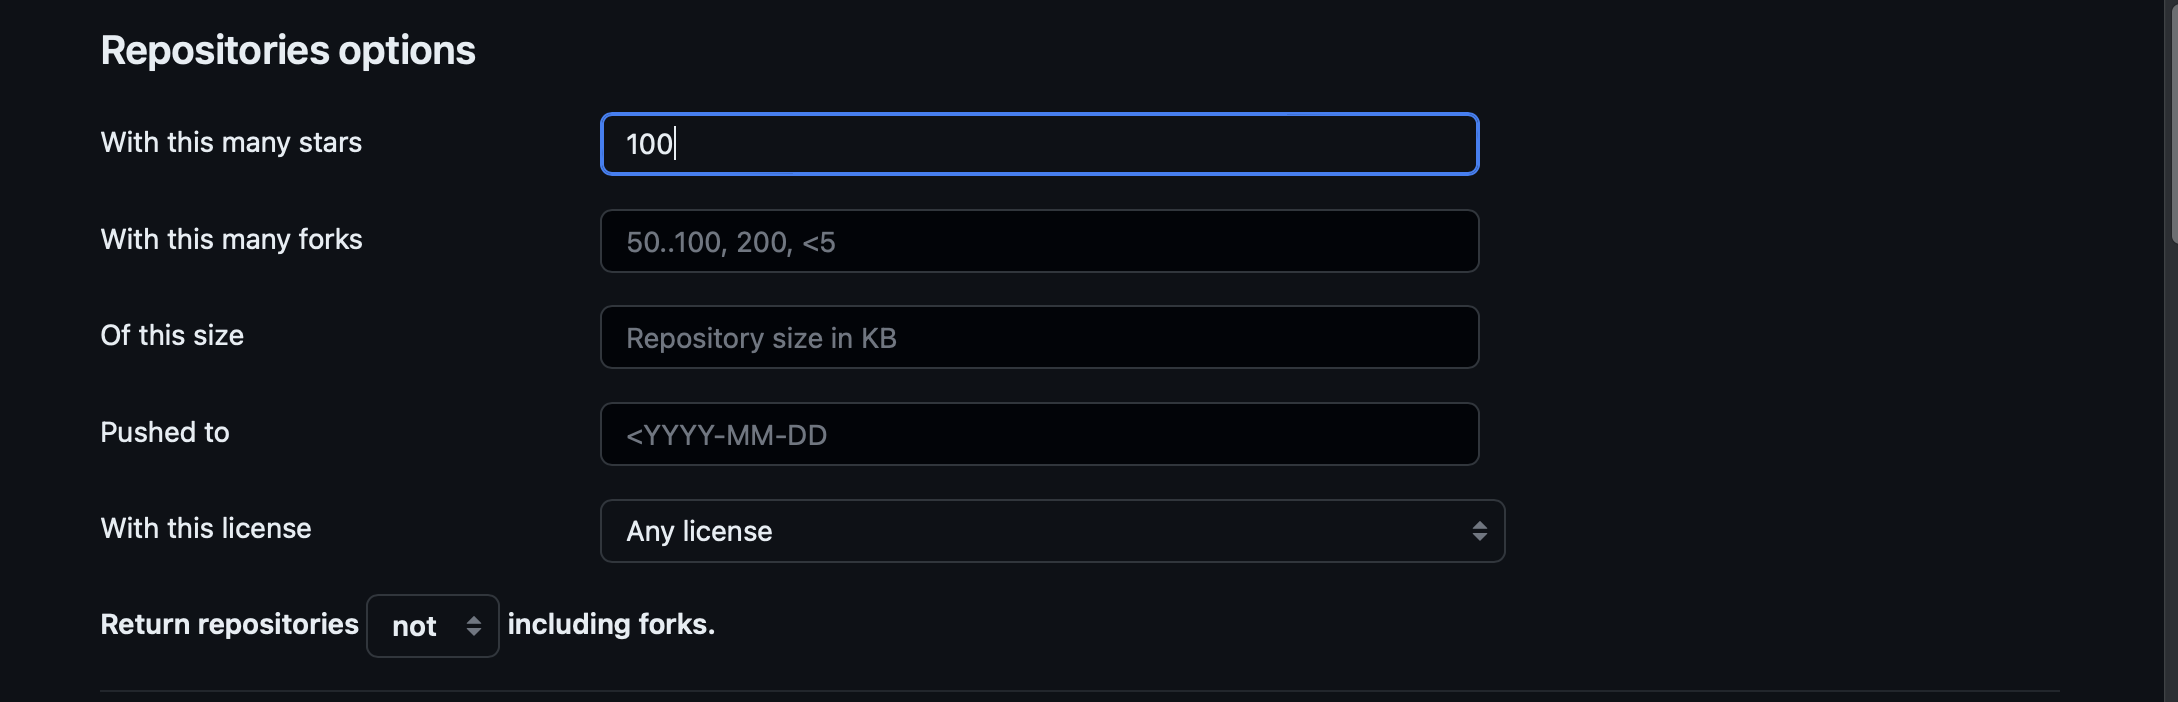 Repositories options
With this many stars 100
With this many forks 50..100, 200, <5
Of this size Repository size in KB
Pushed to <YYYY-MM-DD
With this license Any license
Return repositories not including forks.